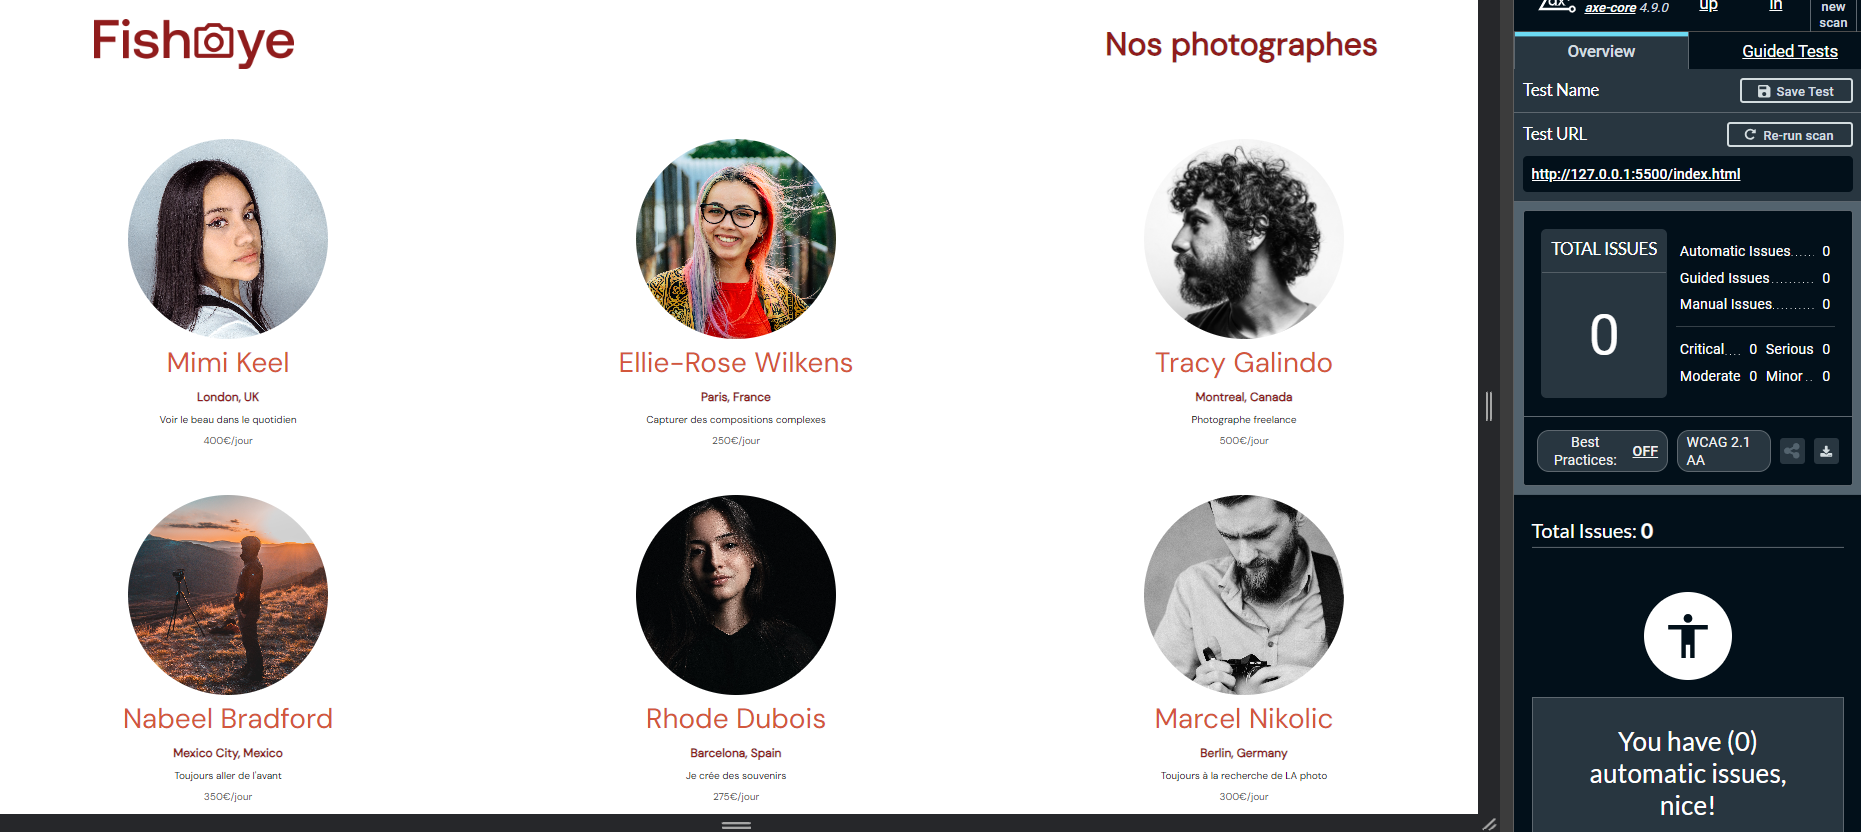 Fisheye
Nos photographes
Mimi Keel
London, UK
Voir le beau dans le quotidien
400€/jour
Ellie-Rose Wilkens
Paris, France
Capturer des compositions complexes
250€/jour
Tracy Galindo
Montreal, Canada
Photographe freelance
500€/jour
Nabeel Bradford
Mexico City, Mexico
Toujours aller de l'avant
350€/jour
Rhode Dubois
Barcelona, Spain
Je crée des souvenirs
275€/jour
Marcel Nikolic
Berlin, Germany
Toujours à la recherche de LA photo
300€/jour
axe-core 4.9.0
up
in
new
scan
Overview
Guided Tests
Test Name
Save Test
Test URL
Re-run scan
http://127.0.0.1:5500/index.html
TOTAL ISSUES
0
Automatic Issues...... 0
Guided Issues.......... 0
Manual Issues.......... 0
Critical.... 0 Serious 0
Moderate 0 Minor.. 0
Best
Practices: OFF
WCAG 2.1
AA
Total Issues: 0
You have (0)
automatic issues,
nice!